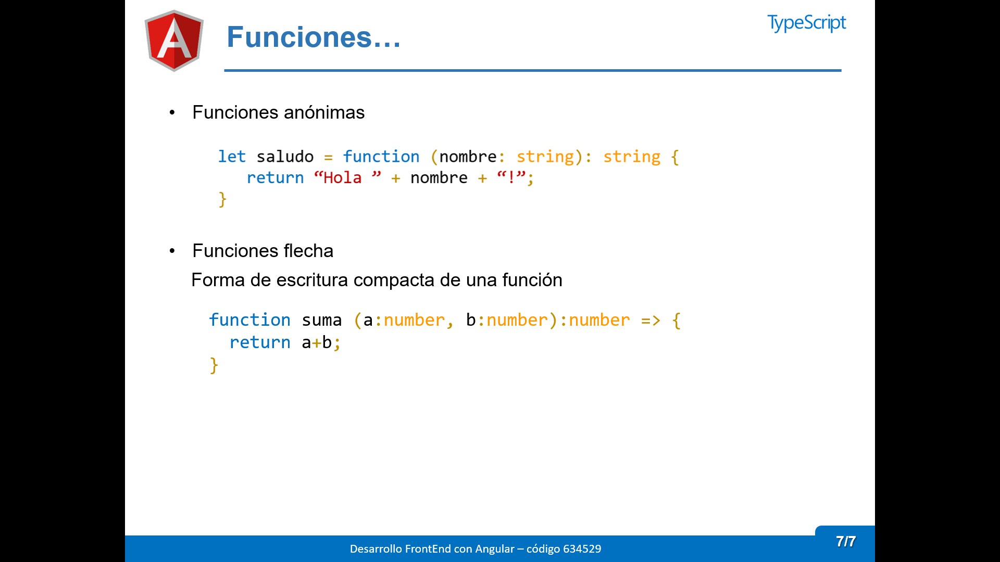 Funciones...
TypeScript
• Funciones anónimas
let saludo = function (nombre: string): string {
return “Hola ” + nombre + “!”;
}
• Funciones flecha
Forma de escritura compacta de una función
function suma (a:number, b:number):number => {
return a+b;
}
Desarrollo FrontEnd con Angular – código 634529
7/7